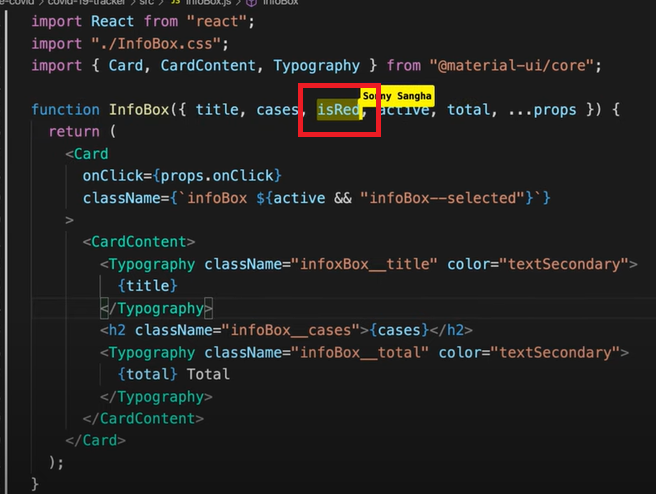 e-covid > covid-19-tracker > src > JS InfoBox.js > InfoBox
import React from "react";
import "./InfoBox.css";
import { Card, CardContent, Typography } from "@material-ui/core";
Sonny Sangha
function InfoBox({ title, cases, isRed, active, total, ...props }) {
return (
<Card
onClick={props.onClick}
className={`infoBox ${active && "infoBox--selected"}`}
>
<CardContent>
<Typography className="infoxBox__title" color="textSecondary">
{title}
</Typography>
<h2 className="infoBox__cases">{cases}</h2>
<Typography className="infoBox__total" color="textSecondary">
{total} Total
</Typography>
</CardContent>
</Card>
);
}